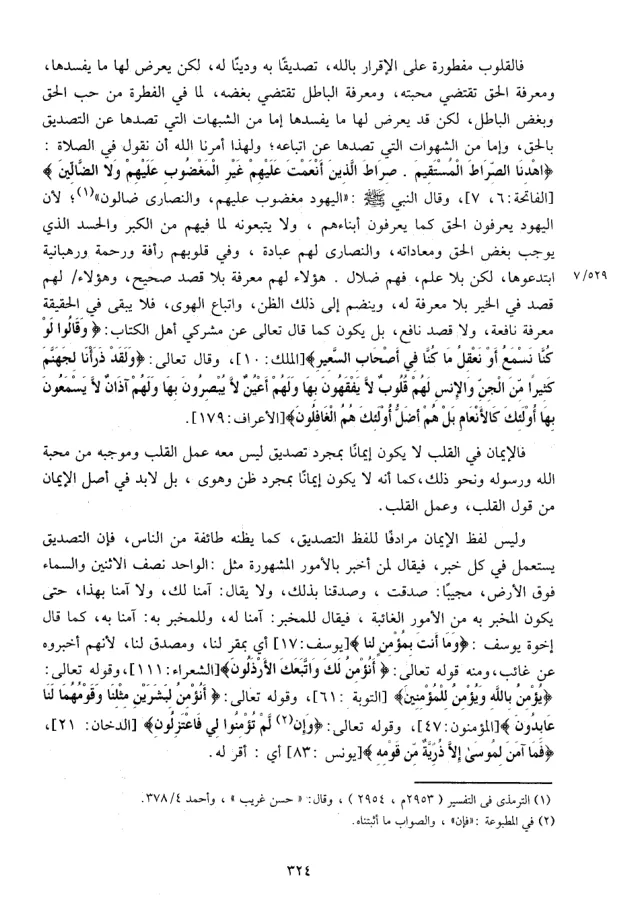 فالقلوب مفطورة على الإقرار بالله، تصديقًا به ودينًا له، لكن يعرض لها ما يفسدها،
ومعرفة الحق تقتضي محبته، ومعرفة الباطل تقتضي بغضه، لما في الفطرة من حب الحق
وبغض الباطل، لكن قد يعرض لها ما يفسدها إما من الشبهات التي تصدها عن التصديق
بالحق، وإما من الشهوات التي تصدها عن اتباعه؛ ولهذا أمرنا الله أن نقول في الصلاة :
﴿اهْدِنَا الصِّرَاطَ الْمُسْتَقِيمَ . صِرَاطَ الَّذِينَ أَنْعَمْتَ عَلَيْهِمْ غَيْرِ الْمَغْضُوبِ عَلَيْهِمْ وَلا الضَّالِّينَ ﴾
[الفاتحة:٦، ٧]، وقال النبي ﷺ :«اليهود مغضوب عليهم، والنصارى ضالون»(١)؛ لأن
اليهود يعرفون الحق كما يعرفون أبناءهم ، ولا يتبعونه لما فيهم من الكبر والحسد الذي
يوجب بغض الحق ومعاداته، والنصارى لهم عبادة ، وفي قلوبهم رأفة ورحمة ورهبانية
٧/٥٢٩ ابتدعوها، لكن بلا علم، فهم ضلال . هؤلاء لهم معرفة بلا قصد صحيح، وهؤلاء/ لهم
قصد في الخير بلا معرفة له، وينضم إلى ذلك الظن، واتباع الهوى، فلا يبقى في الحقيقة
معرفة نافعة، ولا قصد نافع، بل يكون كما قال تعالى عن مشركي أهل الكتاب:﴿ وَقَالُوا لَوْ
كُنَّا نَسْمَعُ أَوْ نَعْقِلُ مَا كُنَّا فِي أَصْحَابِ السَّعِيرِ﴾[الملك:١٠]، وقال تعالى:﴿وَلَقَدْ ذَرَأْنَا لِجَهَنَّمَ
كَثِيرًا مِّنَ الْجِنِّ وَالإِنسِ لَهُمْ قُلُوبٌ لاَّ يَفْقَهُونَ بِهَا وَلَهُمْ أَعْيُنٌ لاَّ يُبْصِرُونَ بِهَا وَلَهُمْ آذَانٌ لاَّ يَسْمَعُونَ
بِهَا أُوْلَئِكَ كَالأَنْعَامِ بَلْ هُمْ أَضَلُّ أُوْلَئِكَ هُمُ الْغَافِلُونَ﴾[الأعراف:١٧٩].
فالإيمان في القلب لا يكون إيمانًا بمجرد تصديق ليس معه عمل القلب وموجبه من محبة
الله ورسوله ونحو ذلك،كما أنه لا يكون إيمانًا بمجرد ظن وهوى ، بل لابد في أصل الإيمان
من قول القلب، وعمل القلب.
وليس لفظ الإيمان مرادفًا للفظ التصديق، كما يظنه طائفة من الناس، فإن التصديق
يستعمل في كل خبر، فيقال لمن أخبر بالأمور المشهورة مثل :الواحد نصف الاثنين والسماء
فوق الأرض، مجيبًا: صدقت ، وصدقنا بذلك، ولا يقال: آمنا لك، ولا آمنا بهذا، حتى
يكون المخبر به من الأمور الغائبة ، فيقال للمخبر: آمنا له، وللمخبر به: آمنا به، كما قال
إخوة يوسف :﴿وَمَا أَنتَ بِمُؤْمِنٍ لِّنَا ﴾[يوسف:١٧] أي بمقر لنا، ومصدق لنا، لأنهم أخبروه
عن غائب،ومنه قوله تعالى:﴿ أَنُؤْمِنُ لَكَ وَاتَّبَعَكَ الأَرْذَلُونَ﴾[الشعراء:١١١]،وقوله تعالى:
﴿يُؤْمِنُ بِاللَّهِ وَيُؤْمِنُ لِلْمُؤْمِنِينَ﴾[ التوبة :٦١]، وقوله تعالى:﴿ أَنُؤْمِنُ لِبَشَرَيْنِ مِثْلِنَا وَقَوْمُهُمَا لَنَا
عَابِدُونَ ﴾[المؤمنون:٤٧]، وقوله تعالى:﴿وَإِن(٢) لَّمْ تُؤْمِنُوا لِي فَاعْتَزِلُونِ﴾ [الدخان: ٢١]،
﴿فَمَا آمَنَ لِمُوسَى إِلاَّ ذُرِّيَّةٌ مِّن قَوْمِهِ ﴾[يونس :٨٣] أي : أقر له.
(١) الترمذى فى التفسير ( ٢٩٥٣م ، ٢٩٥٤ ) ، وقال: « حسن غريب » ، وأحمد ٣٧٨/٤.
(٢) في المطبوعة :«فإن» ، والصواب ما أثبتناه.
٣٢٤